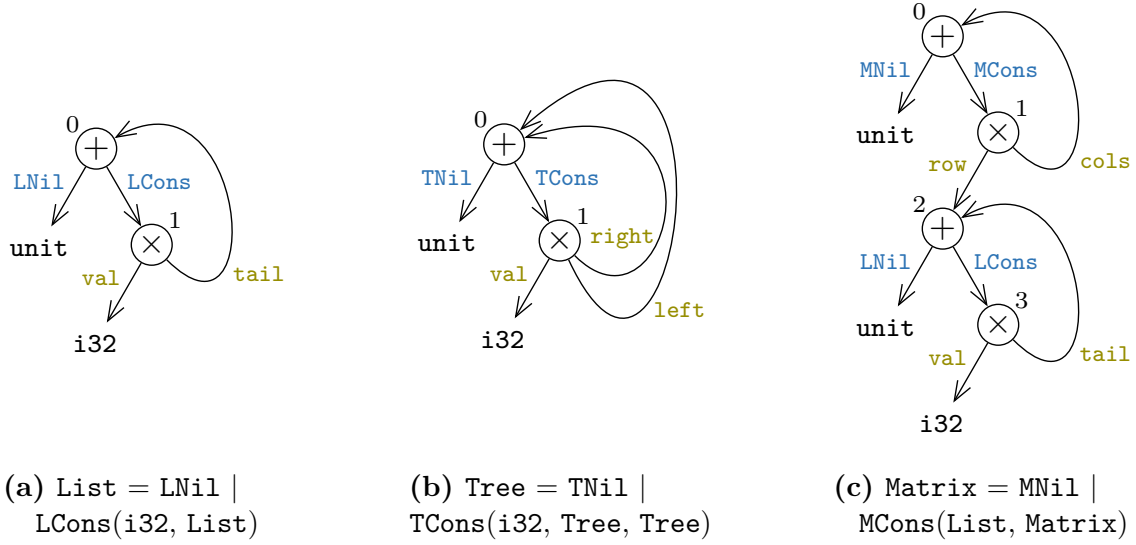 0
LNil
LCons
1
unit
val
tail
i32
(a) List = LNil |
LCons(i32, List)
0
TNil
TCons
1
unit
right
val
left
i32
(b) Tree = TNil |
TCons(i32, Tree, Tree)
0
MNil
MCons
1
unit
row
cols
2
LNil
LCons
3
unit
val
tail
i32
(c) Matrix = MNil |
MCons(List, Matrix)